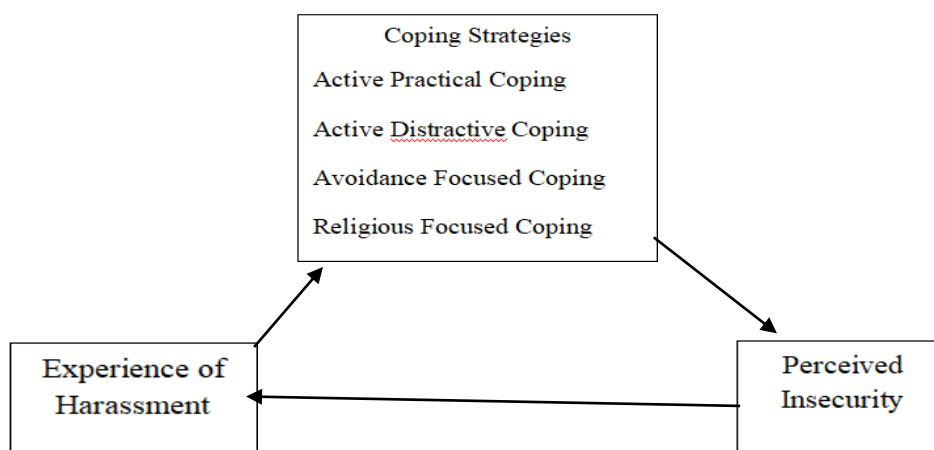 Coping Strategies
Active Practical Coping
Active Distractive Coping
Avoidance Focused Coping
Religious Focused Coping
Experience of
Harassment
Perceived
Insecurity